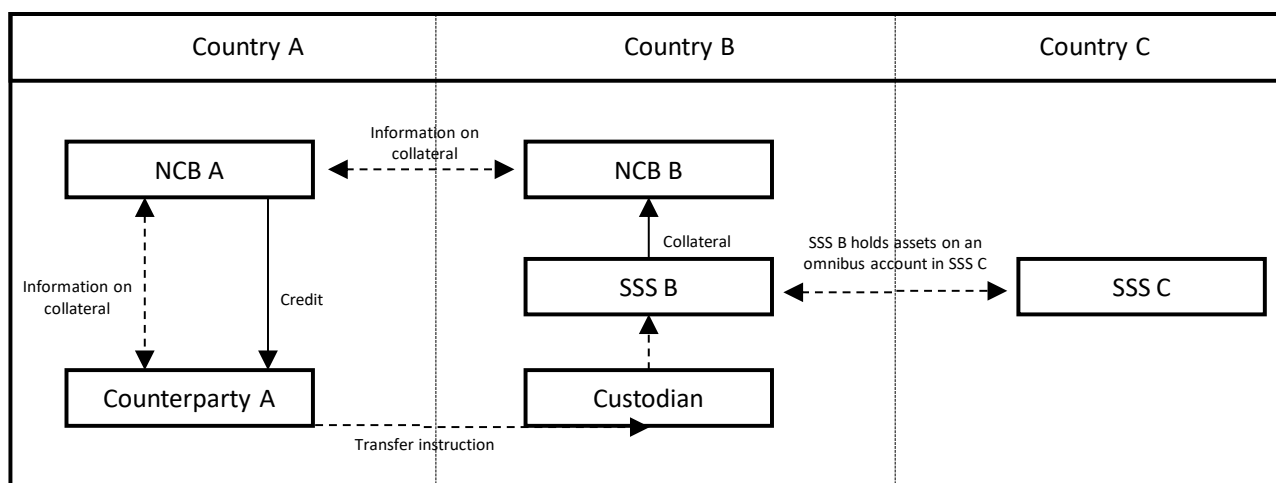 Country A
Country B
Country C
Information on
collateral
NCB A
NCB B
Collateral
SSS B holds assets on an
omnibus account in SSS C
Information on
collateral
Credit
SSS B
SSS C
Counterparty A
Custodian
Transfer instruction